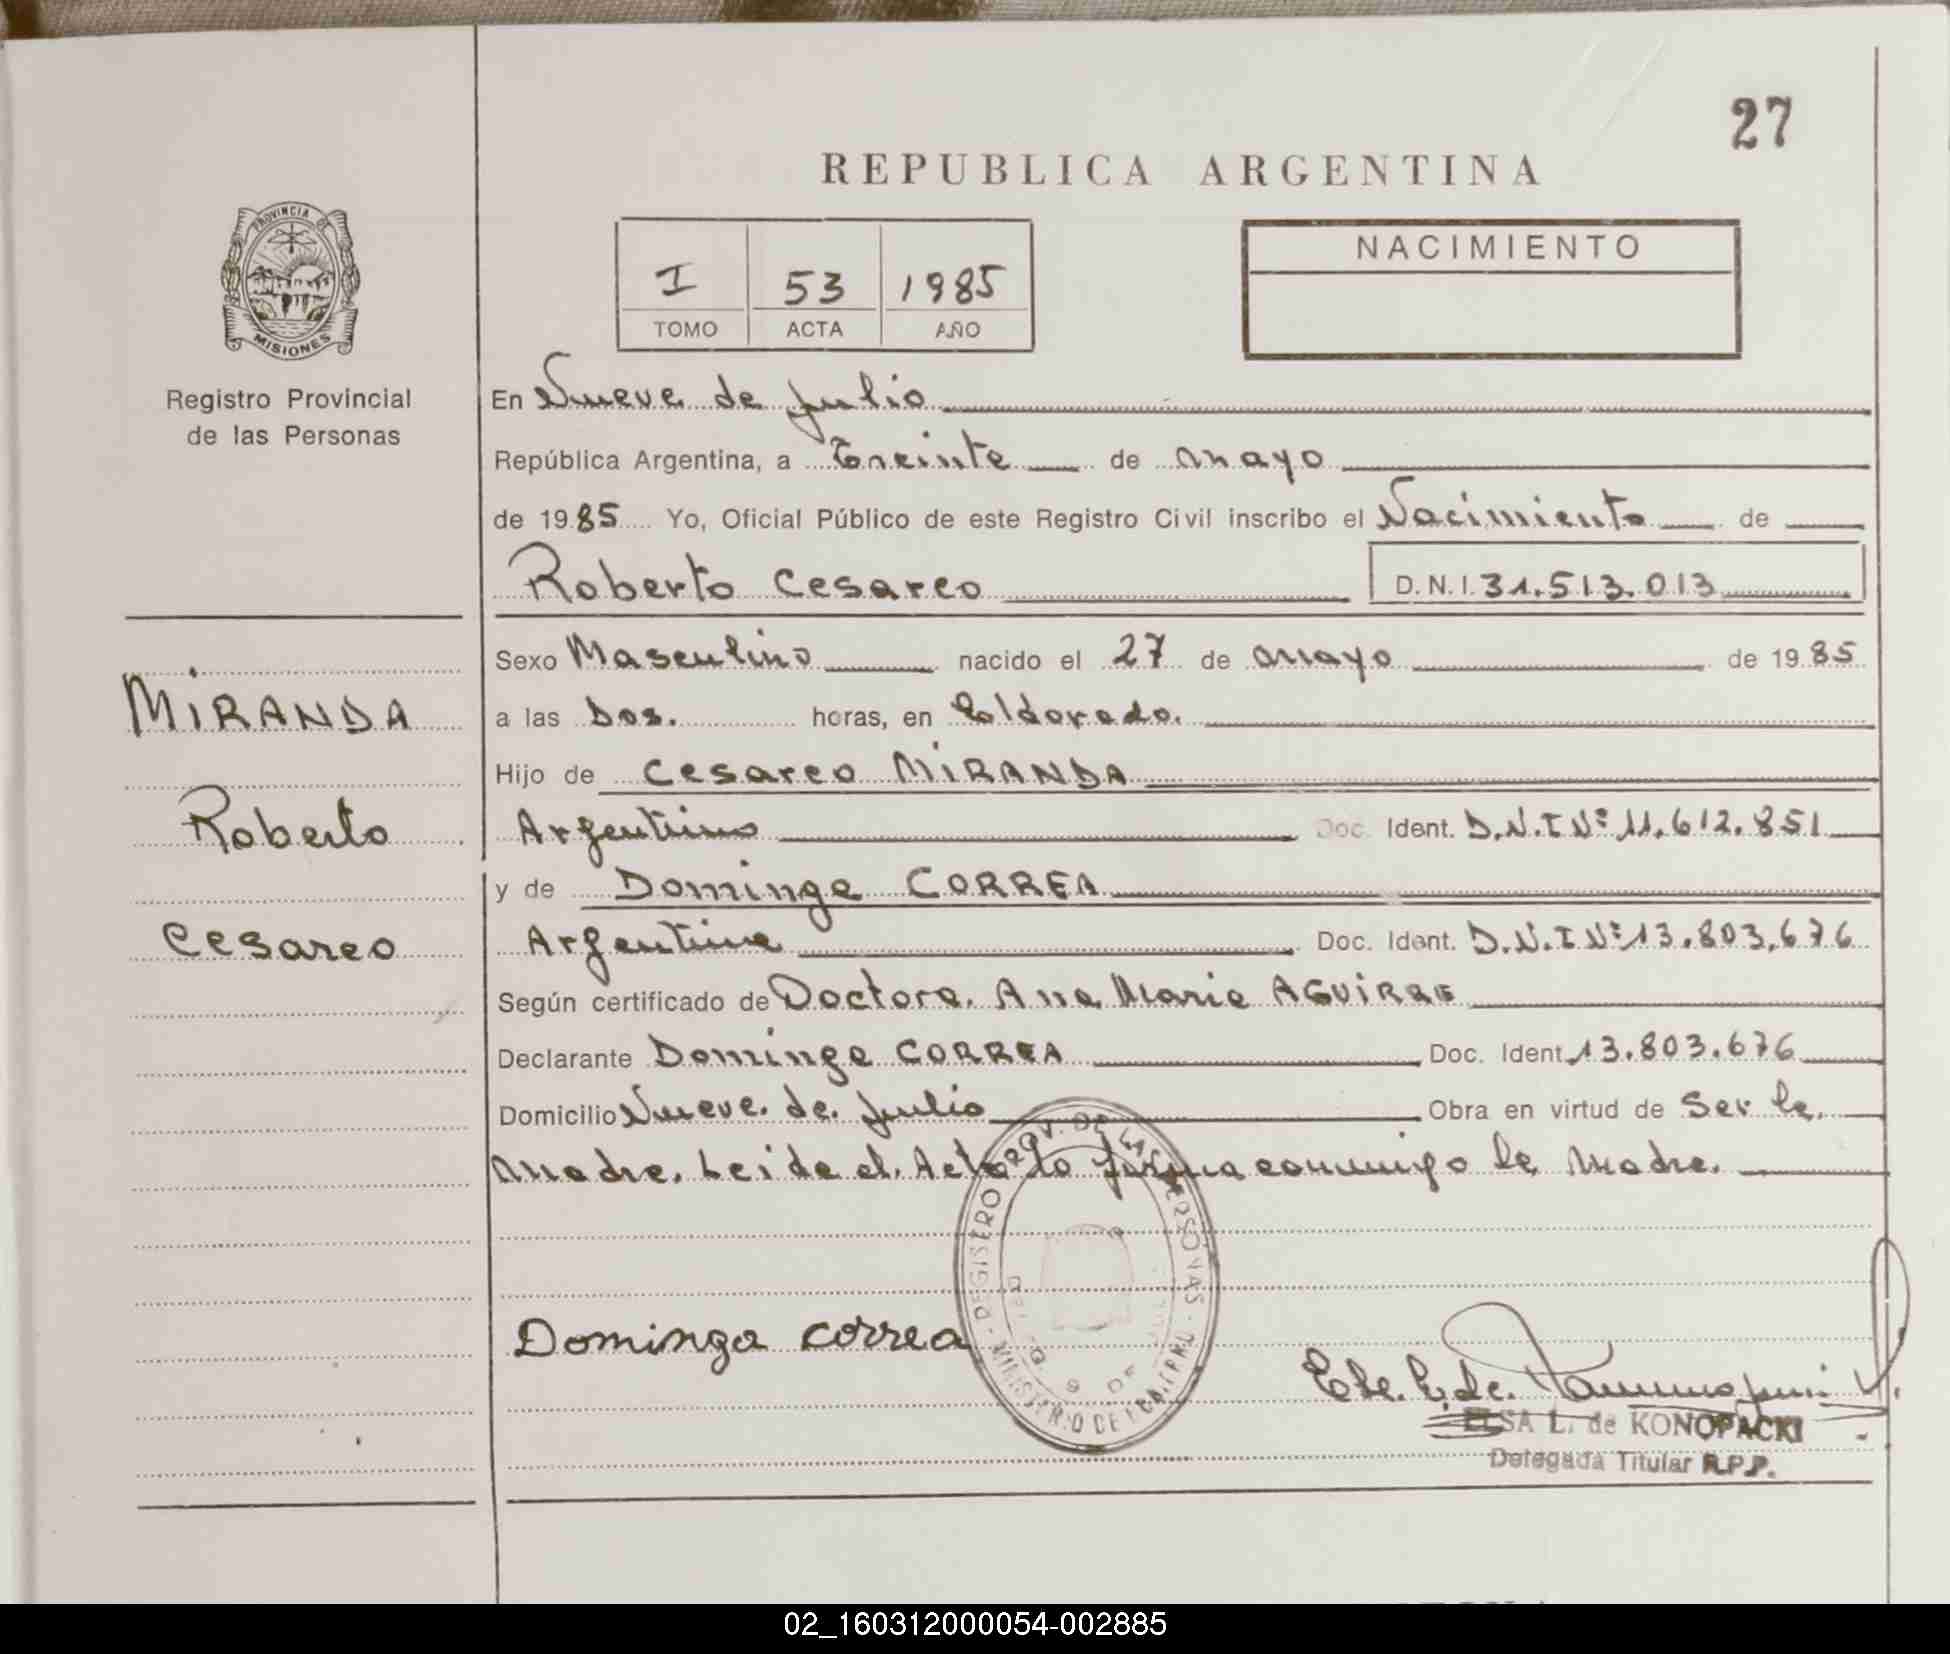 27
REPUBLICA ARGENTINA
PROVINCIA DE
MISIONES
Registro Provincial
de las Personas
I 53 1985
TOMO ACTA AÑO
NACIMIENTO
En Nueve de Julio
República Argentina, a Treinta de mayo
de 1985 Yo, Oficial Público de este Registro Civil inscribo el Nacimiento de
Roberto Cesareo D.N.I. 31.513.013
Sexo Masculino nacido el 27 de mayo de 1985
a las Dos. horas, en Eldorado.
Hijo de Cesareo MIRANDA
Argentino Doc. Ident. D.N.I Nº 11.612.851
y de Dominga CORREA
Argentina Doc. Ident. D.N.I Nº 13.803.676
Según certificado de Doctora. Ana Maria AGUIRRE
Declarante Dominga CORREA Doc. Ident. 13.803.676
Domicilio Nueve de Julio Obra en virtud de Ser la
madre. Leida el Acta la firma conmigo la Madre.
MIRANDA
Roberto
Cesareo
Dominga Correa
ELSA L. de KONOPACKI
Delegada Titular R.P.P.
02_160312000054-002885